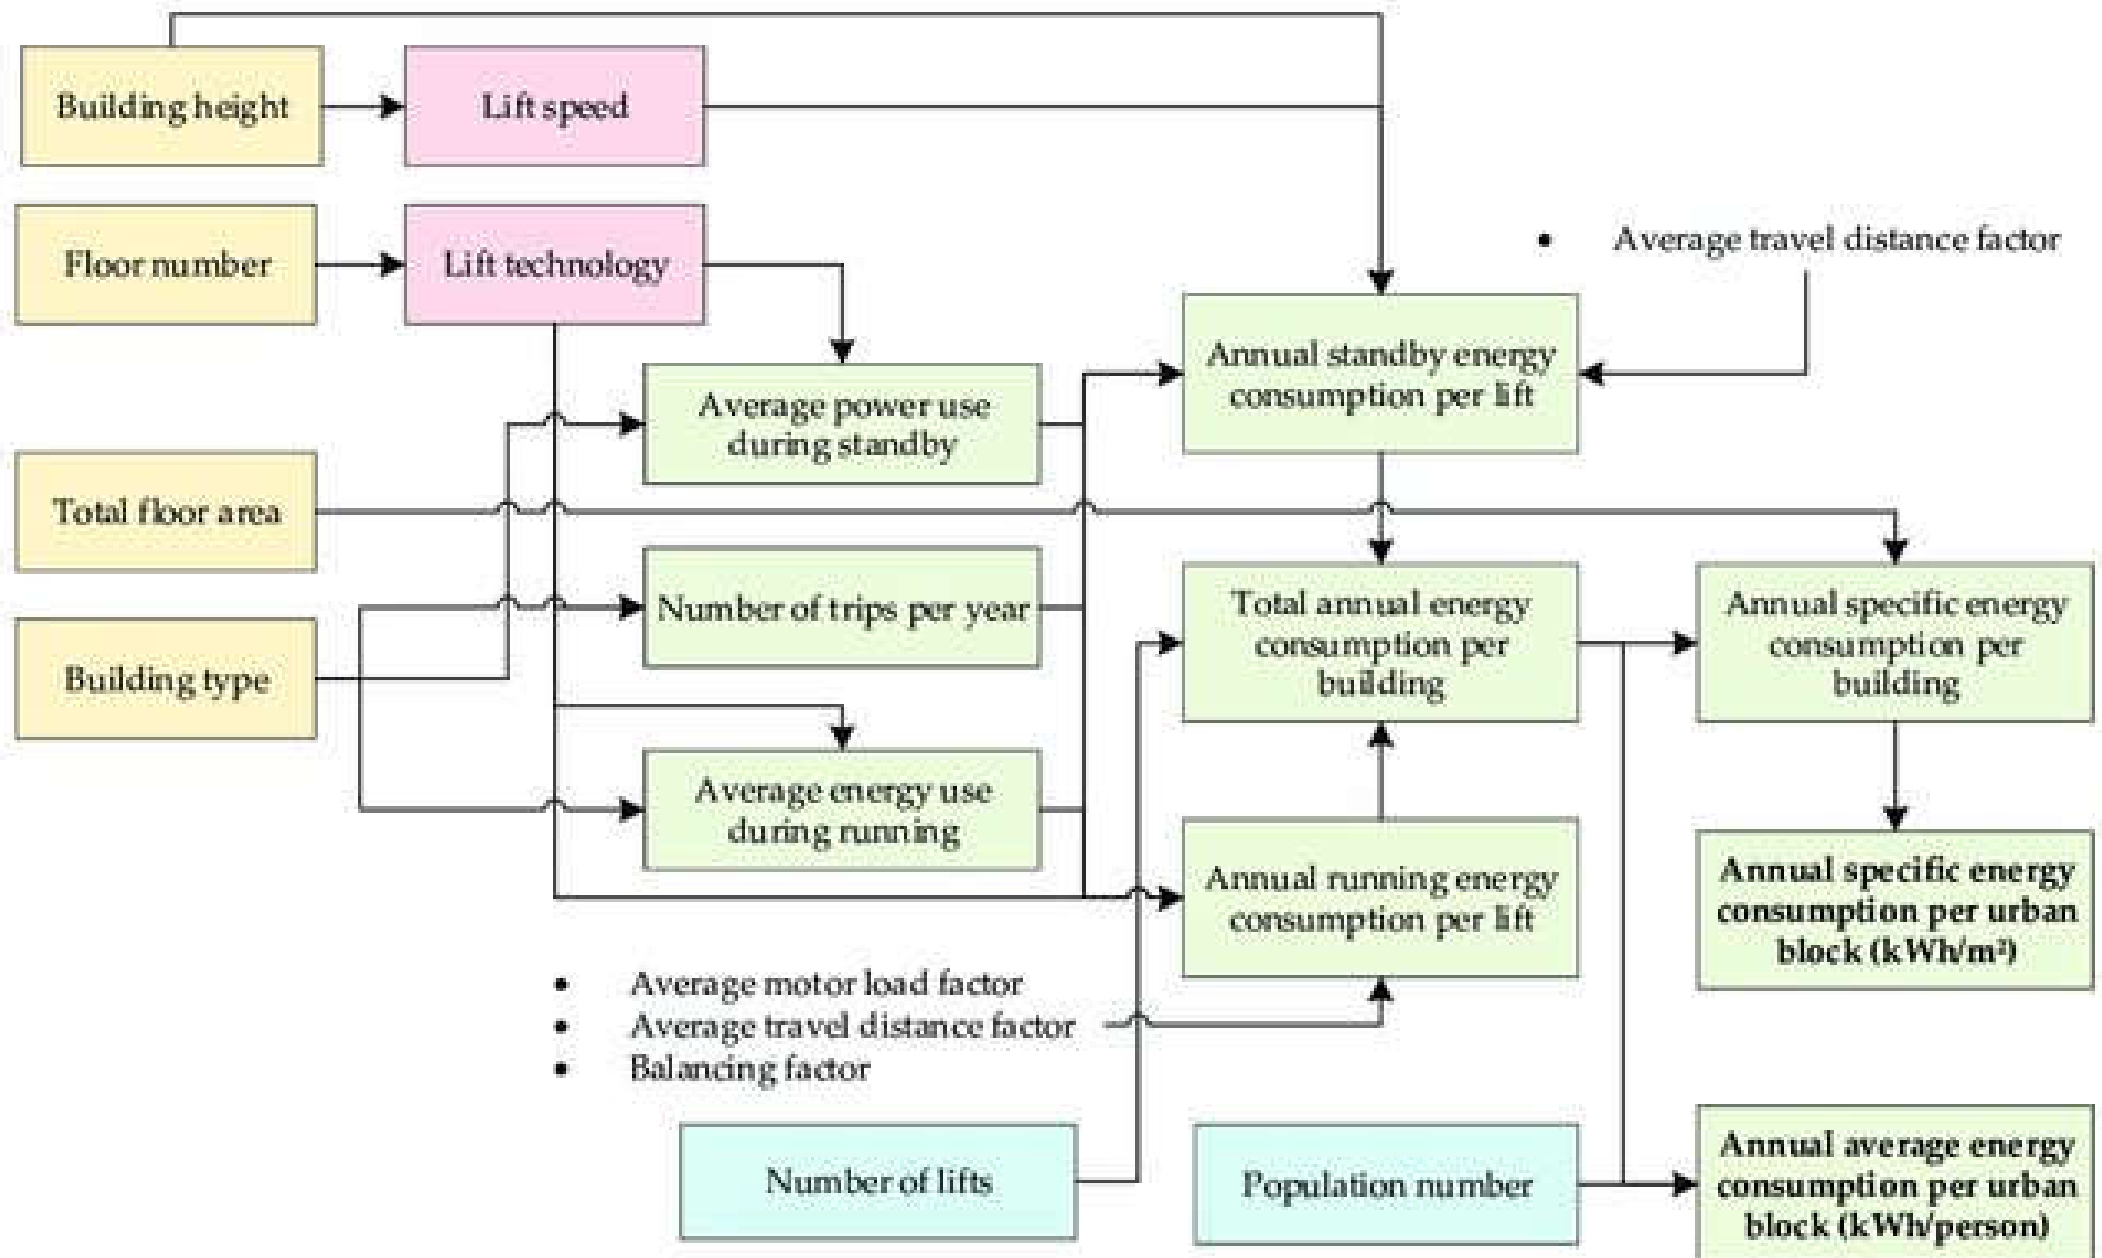 Building height
Lift speed
Floor number
Lift technology
• Average travel distance factor
Annual standby energy
consumption per lift
Average power use
during standby
Total floor area
Number of trips per year
Total annual energy
consumption per
building
Annual specific energy
consumption per
building
Building type
Average energy use
during running
Annual running energy
consumption per lift
Annual specific energy
consumption per urban
block (kWh/m²)
• Average motor load factor
• Average travel distance factor
• Balancing factor
Number of lifts
Population number
Annual average energy
consumption per urban
block (kWh/person)